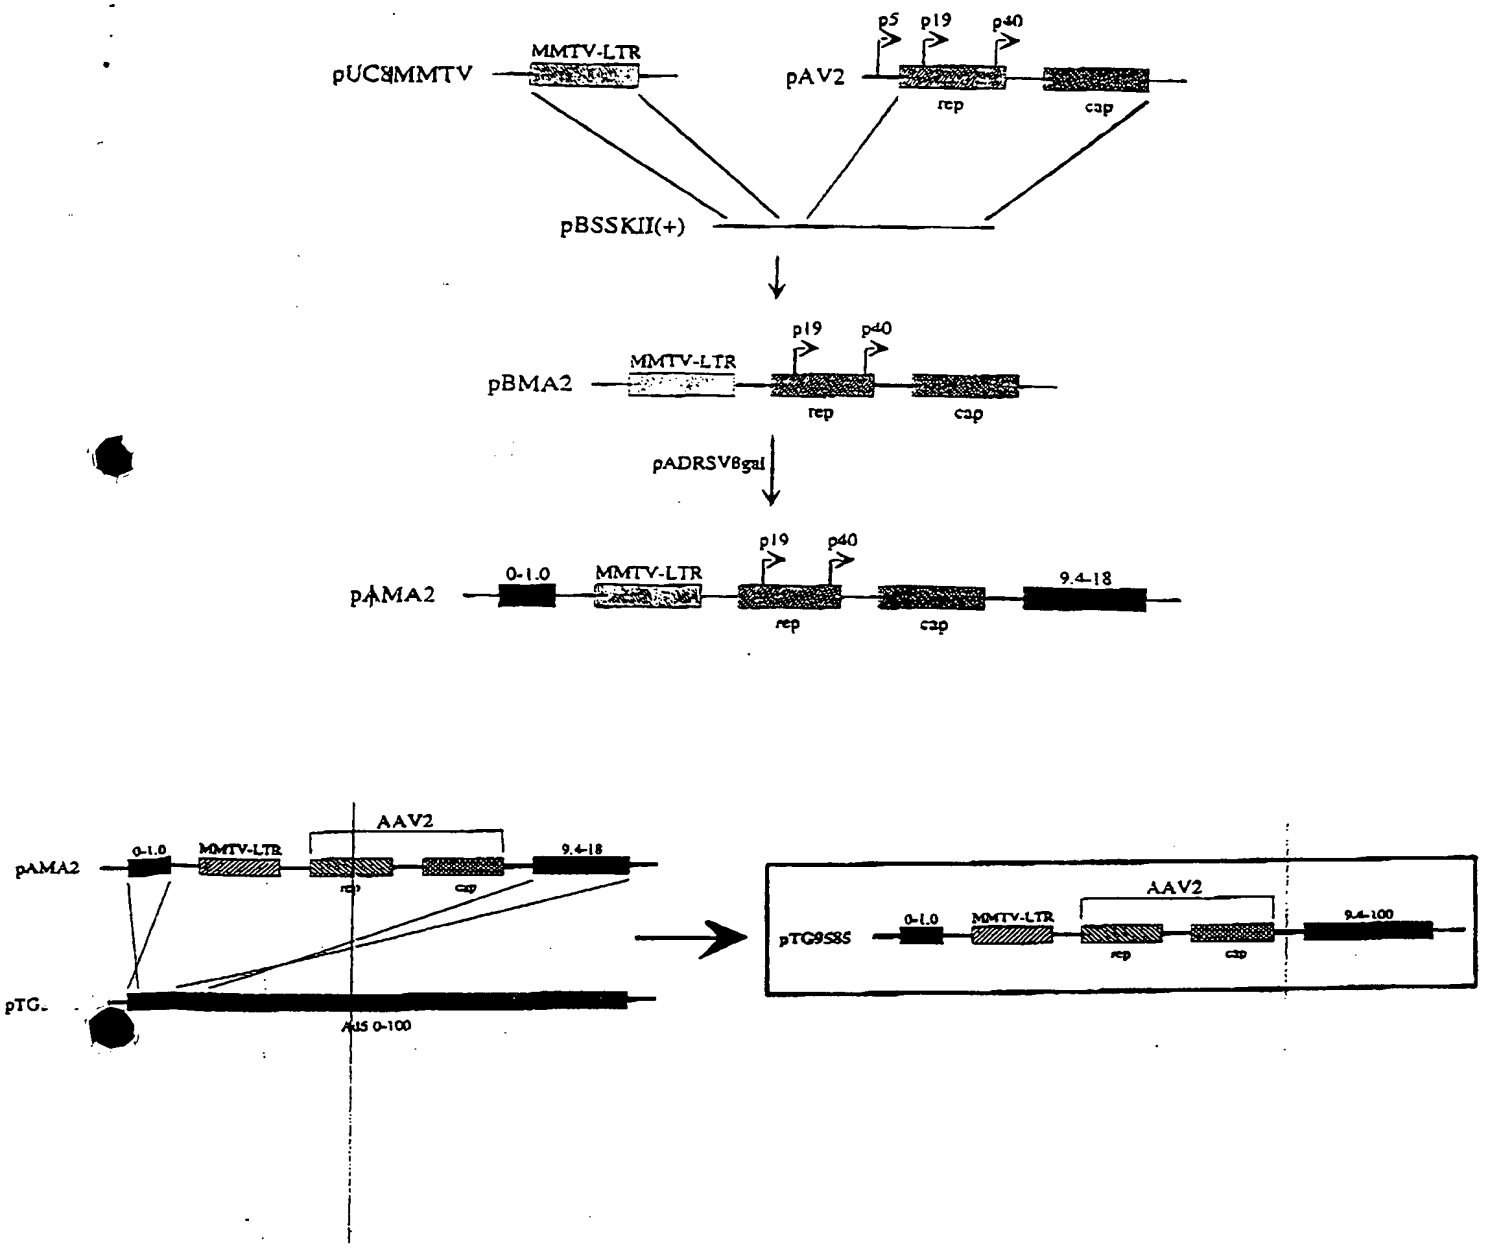 p5 p19 p40
MMTV-LTR
pUC8MMTV
pAV2
rep cap
pBSSKII(+)
p19 p40
MMTV-LTR
pBMA2
rep cap
pADRSVβgal
p19 p40
0-1.0 MMTV-LTR 9.4-18
pAMA2
rep cap
AAV2
0-1.0 MMTV-LTR 9.4-18
pAMA2
rep cap
AAV2
0-1.0 MMTV-LTR 9.4-100
pTG9585
rep cap
pTG
Ad5 0-100